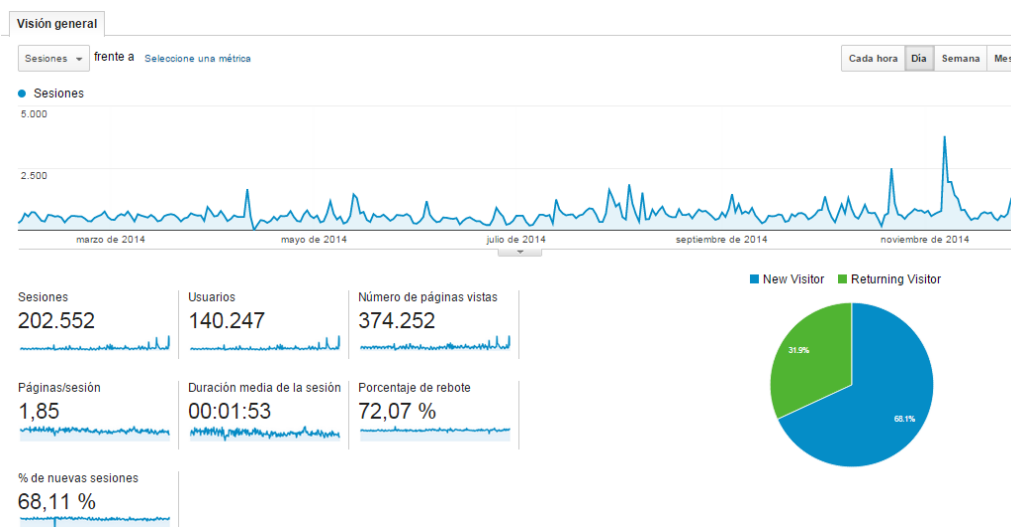 Visión general
Sesiones frente a Seleccione una métrica
Cada hora Día Semana Mes
Sesiones
5.000
2.500
marzo de 2014 mayo de 2014 julio de 2014 septiembre de 2014 noviembre de 2014
New Visitor Returning Visitor
Sesiones Usuarios Número de páginas vistas
202.552 140.247 374.252
31.9%
68.1%
Páginas/sesión Duración media de la sesión Porcentaje de rebote
1,85 00:01:53 72,07 %
% de nuevas sesiones
68,11 %